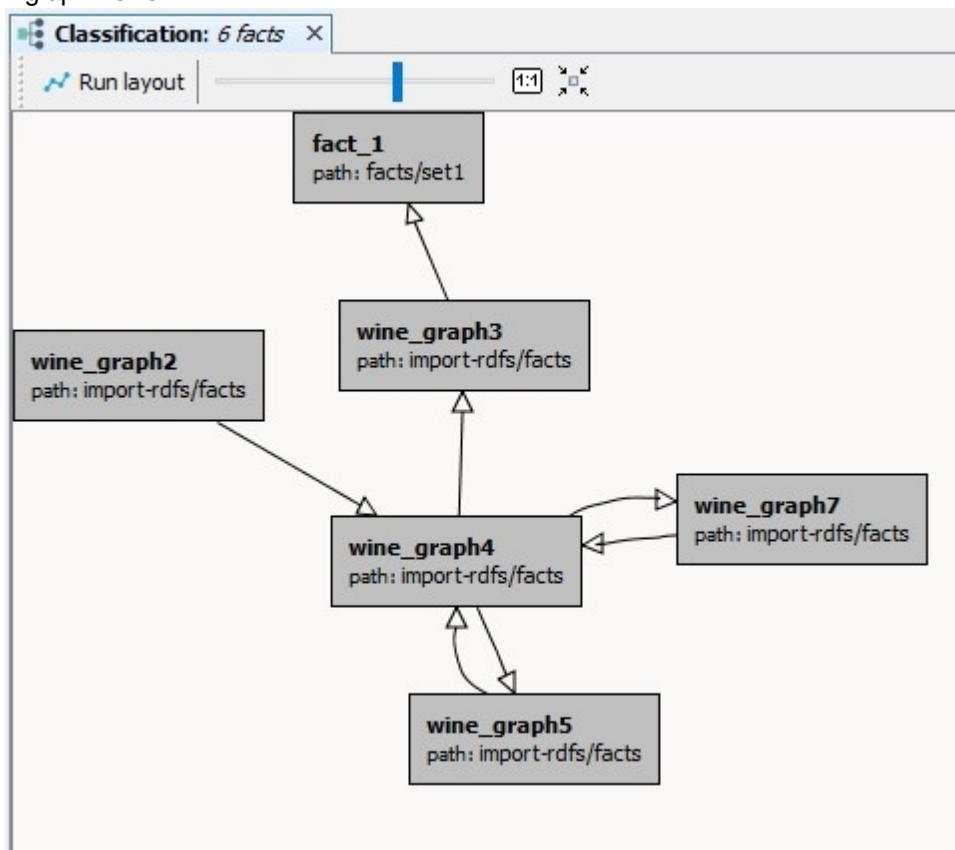 Classification: 6 facts
Run layout
1:1
fact_1
path: facts/set1
wine_graph3
path: import-rdfs/facts
wine_graph2
path: import-rdfs/facts
wine_graph7
path: import-rdfs/facts
wine_graph4
path: import-rdfs/facts
wine_graph5
path: import-rdfs/facts